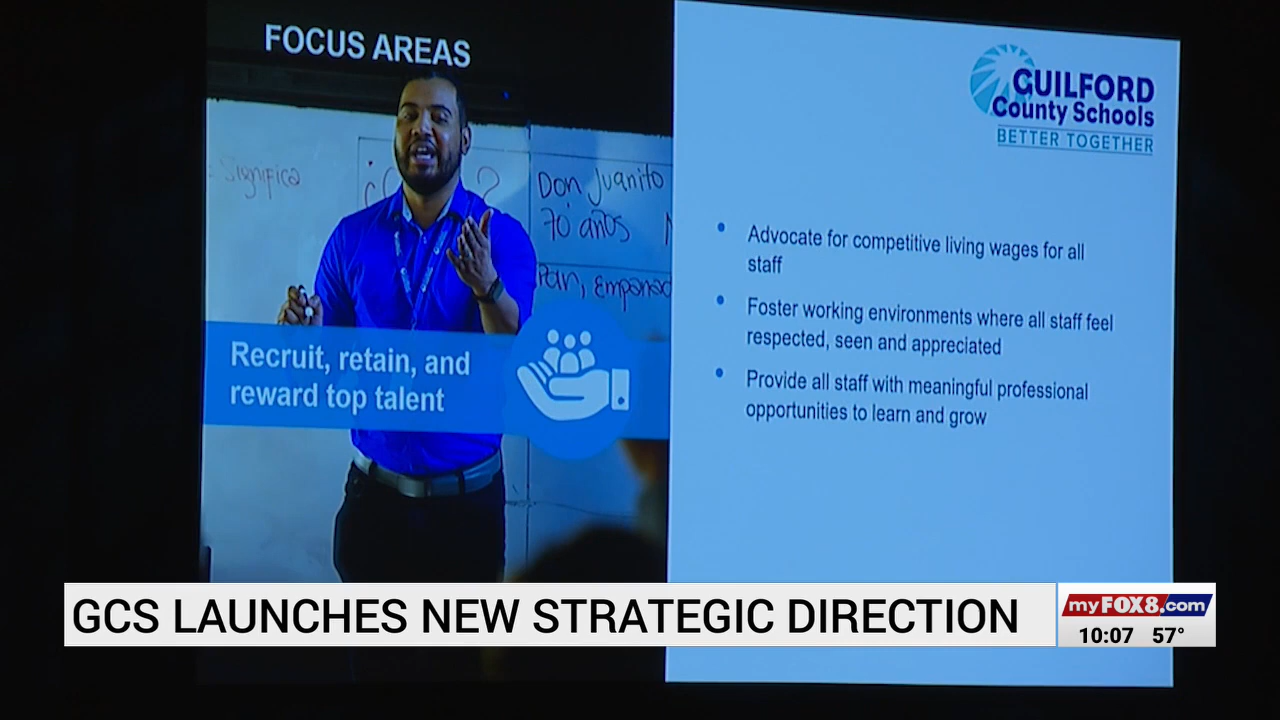 FOCUS AREAS
GUILFORD
County Schools
BETTER TOGETHER
Significa
Don Juanito
70 años
Pan, Empanad
Recruit, retain, and
reward top talent
• Advocate for competitive living wages for all
staff
• Foster working environments where all staff feel
respected, seen and appreciated
• Provide all staff with meaningful professional
opportunities to learn and grow
GCS LAUNCHES NEW STRATEGIC DIRECTION
myFOX8.com
10:07 57°